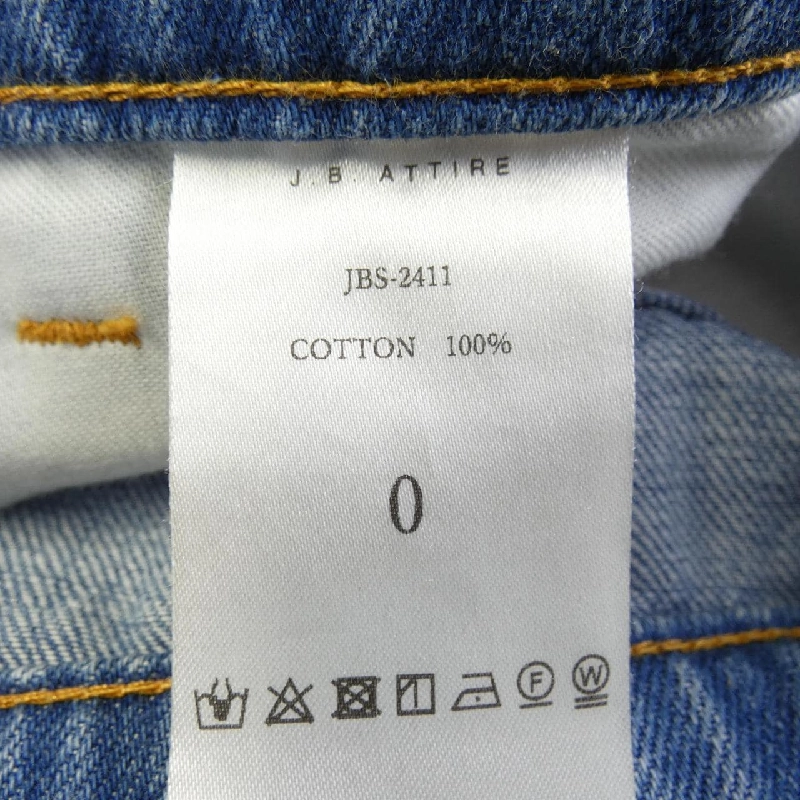 J.B. ATTIRE
JBS-2411
COTTON 100%
0
F W